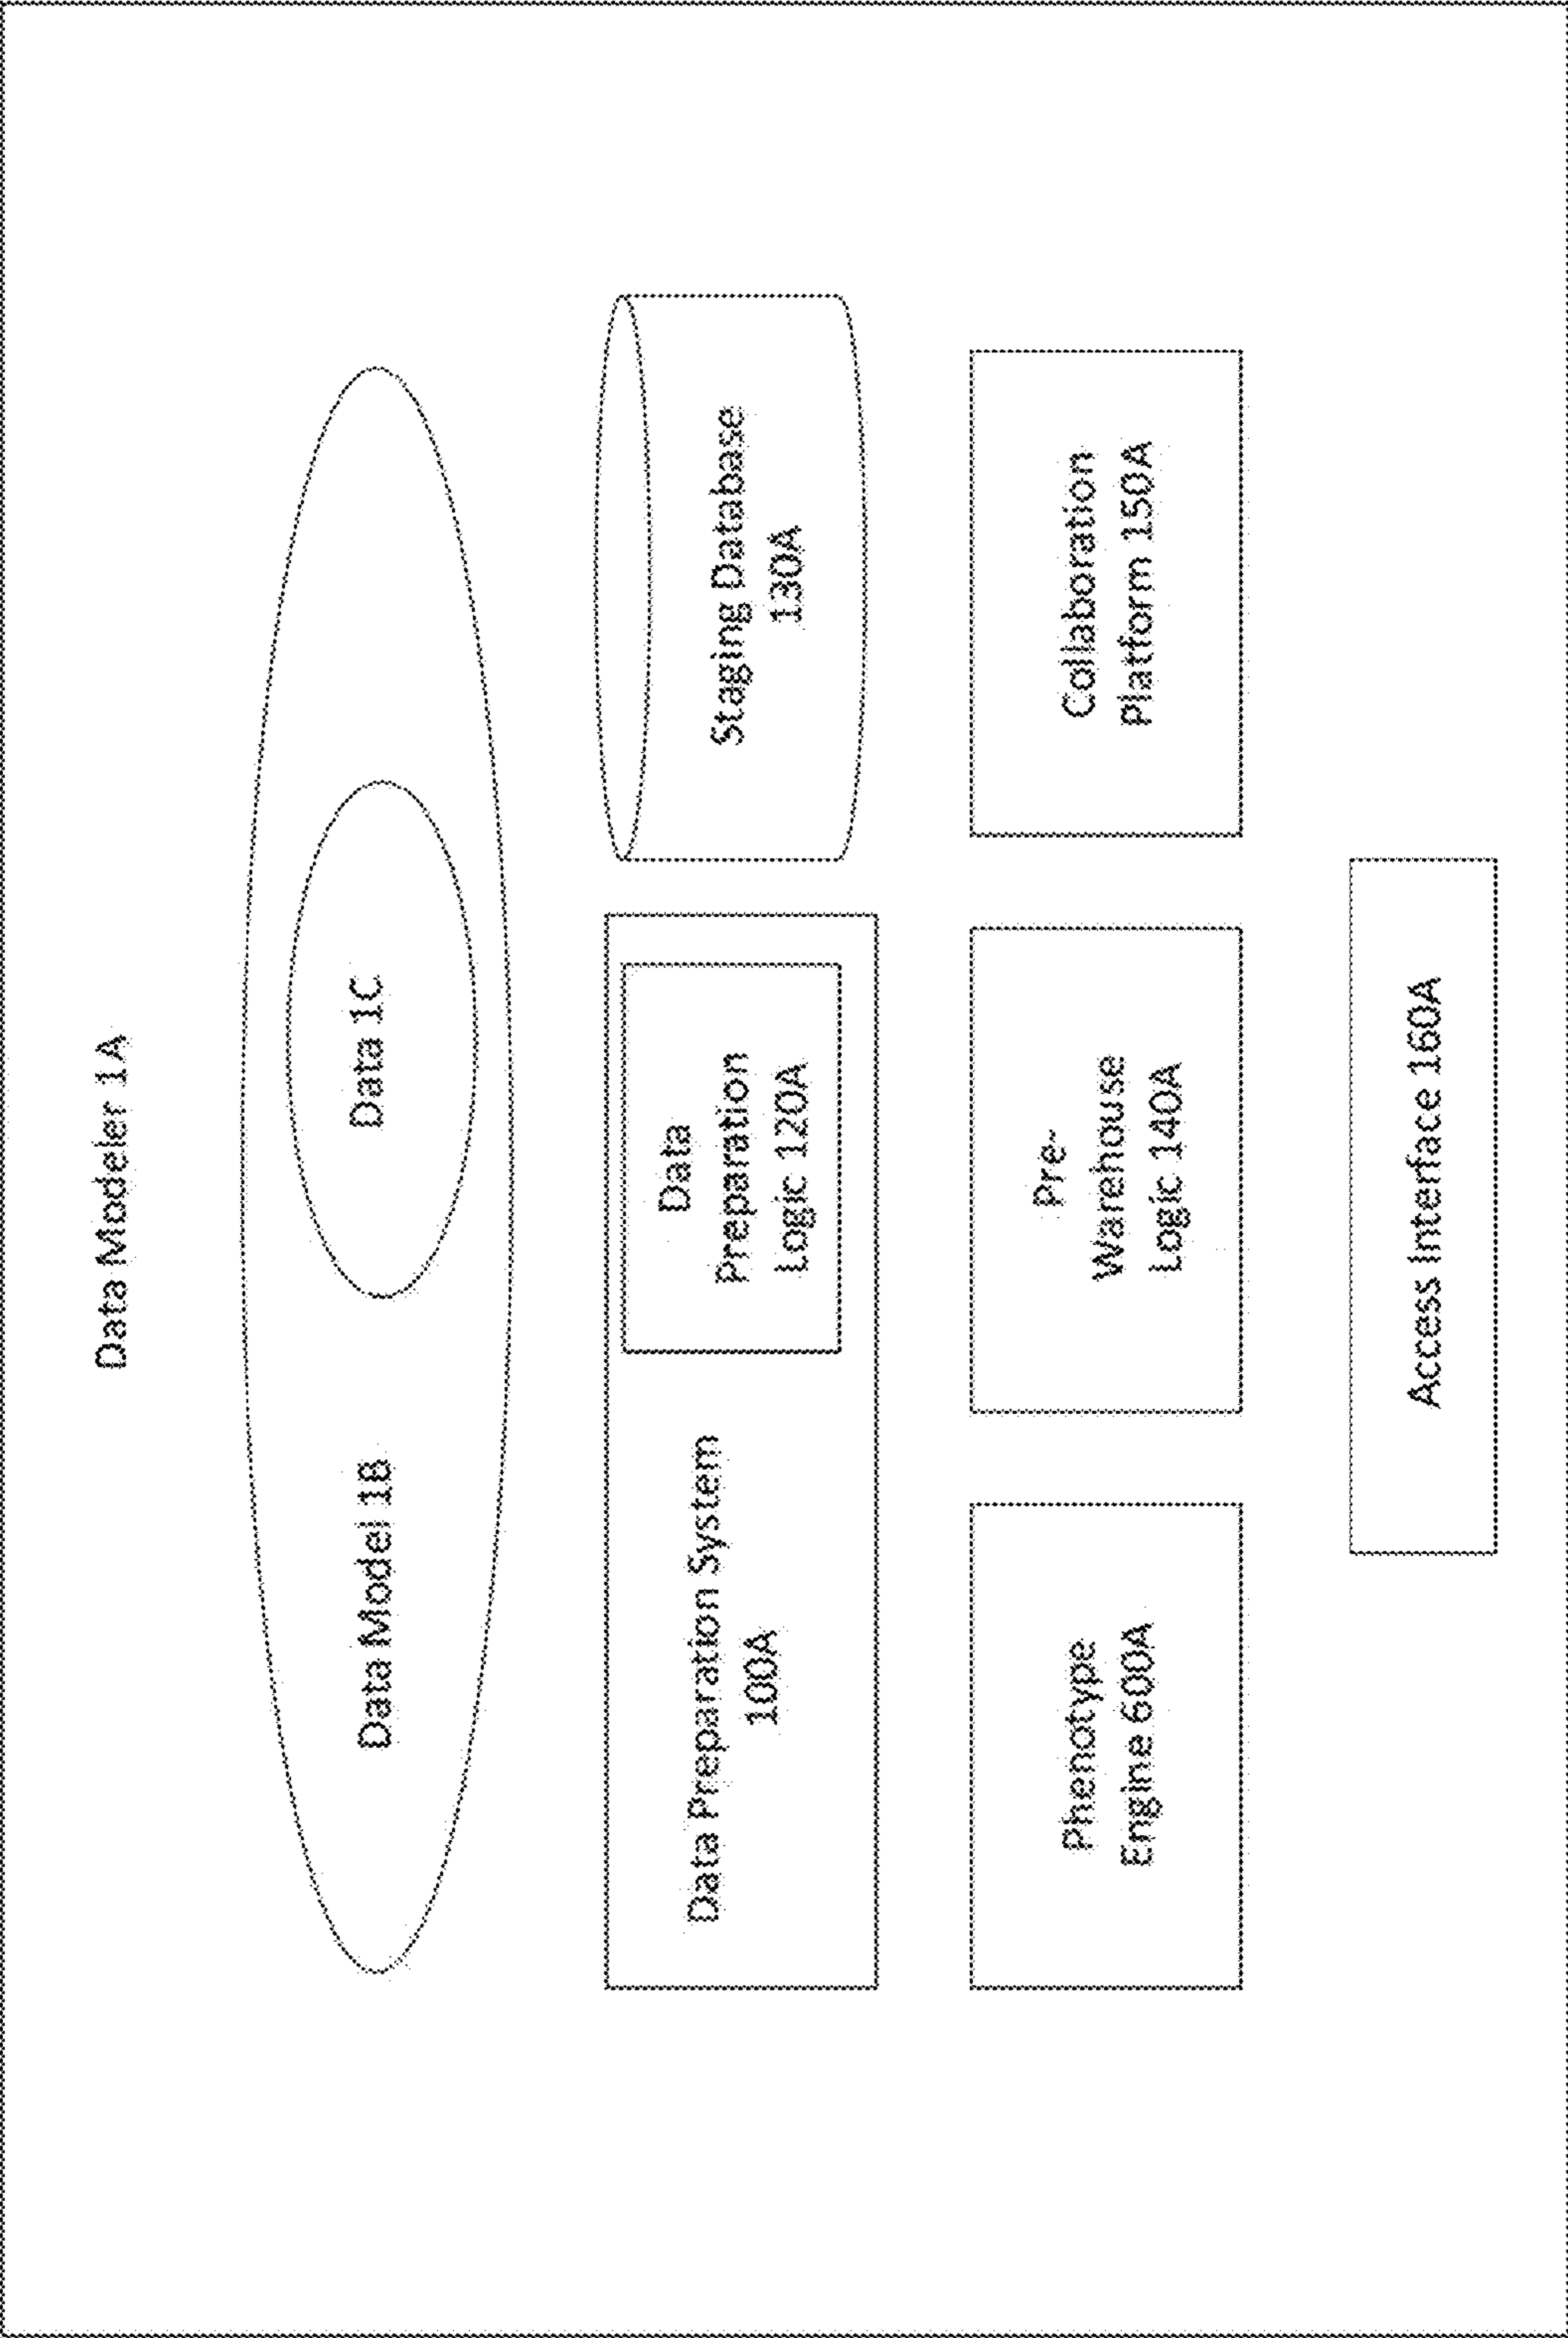 Data Modeler 1A
Data Model 1B
Data 1C
Data Preparation System
100A
Data
Preparation
Logic 120A
Staging Database
130A
Phenotype
Engine 600A
Pre-
Warehouse
Logic 140A
Collaboration
Platform 150A
Access Interface 160A